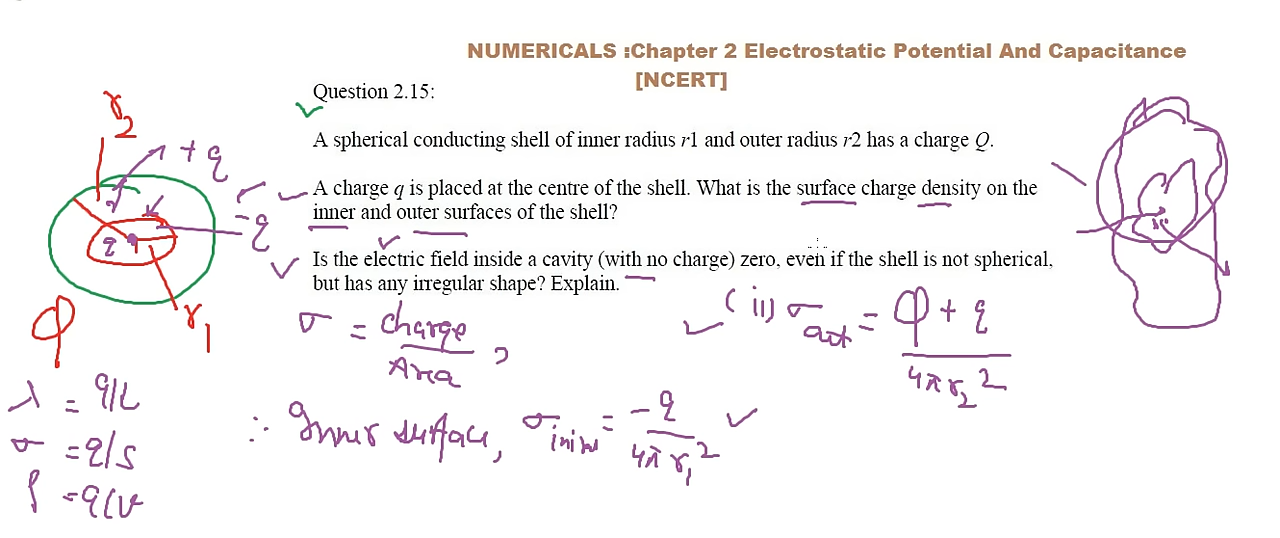 NUMERICALS :Chapter 2 Electrostatic Potential And Capacitance
[NCERT]
Question 2.15:
A spherical conducting shell of inner radius r1 and outer radius r2 has a charge Q.
A charge q is placed at the centre of the shell. What is the surface charge density on the
inner and outer surfaces of the shell?
Is the electric field inside a cavity (with no charge) zero, even if the shell is not spherical,
but has any irregular shape? Explain.
r2
+q
-q
q
r1
Q
σ = charge/Area ,
(ii) σout = Q + q / 4πr2²
λ = q/L
σ = q/s
ρ = q/v
∴ Inner surface, = -q / 4πr1²